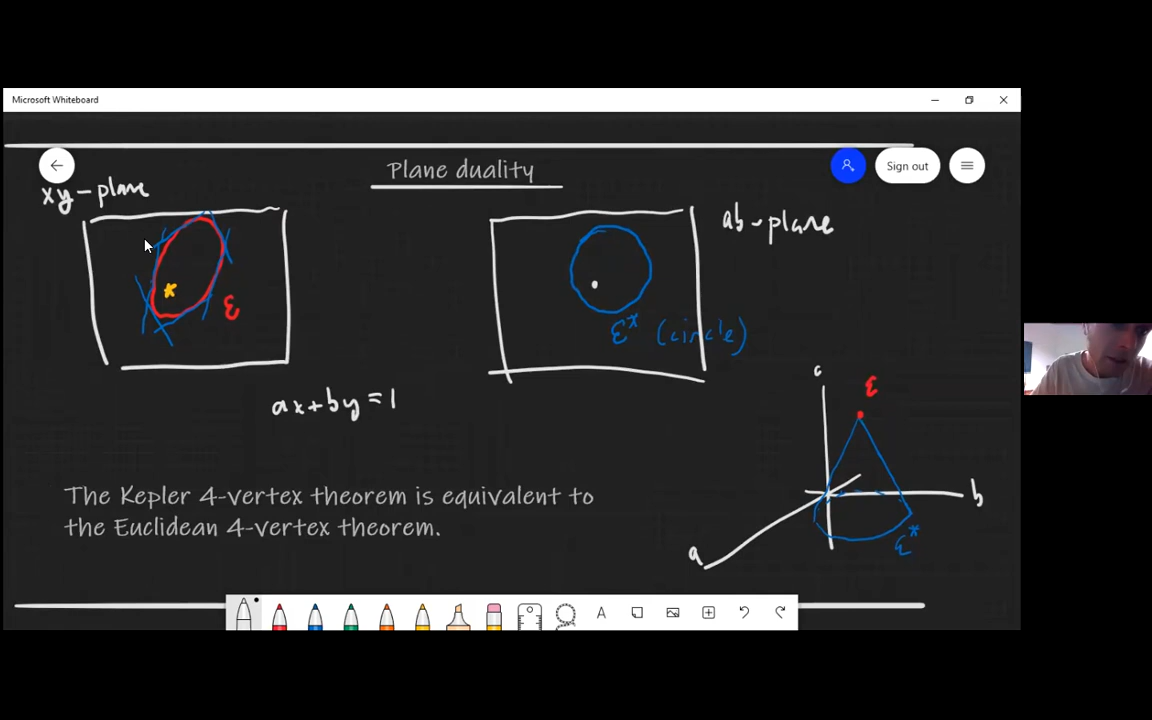 Microsoft Whiteboard
Plane duality
Sign out
xy-plane
ab-plane
ε
ε* (circle)
c
ε
ax+by=1
The Kepler 4-vertex theorem is equivalent to
the Euclidean 4-vertex theorem.
b
a
ε*
A